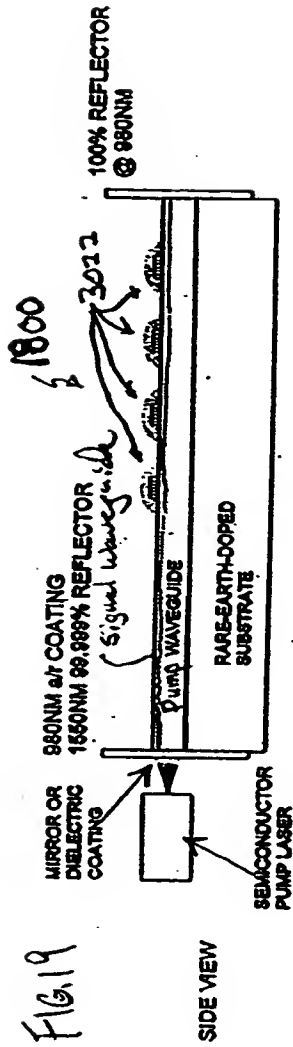 FIG.19
SIDE VIEW
MIRROR OR
DIELECTRIC
COATING
980NM a/r COATING
1550NM 99.999% REFLECTOR
Signal Waveguide
1800
3022
100% REFLECTOR
@ 980NM
Pump WAVEGUIDE
RARE-EARTH-DOPED
SUBSTRATE
SEMICONDUCTOR
PUMP LASER